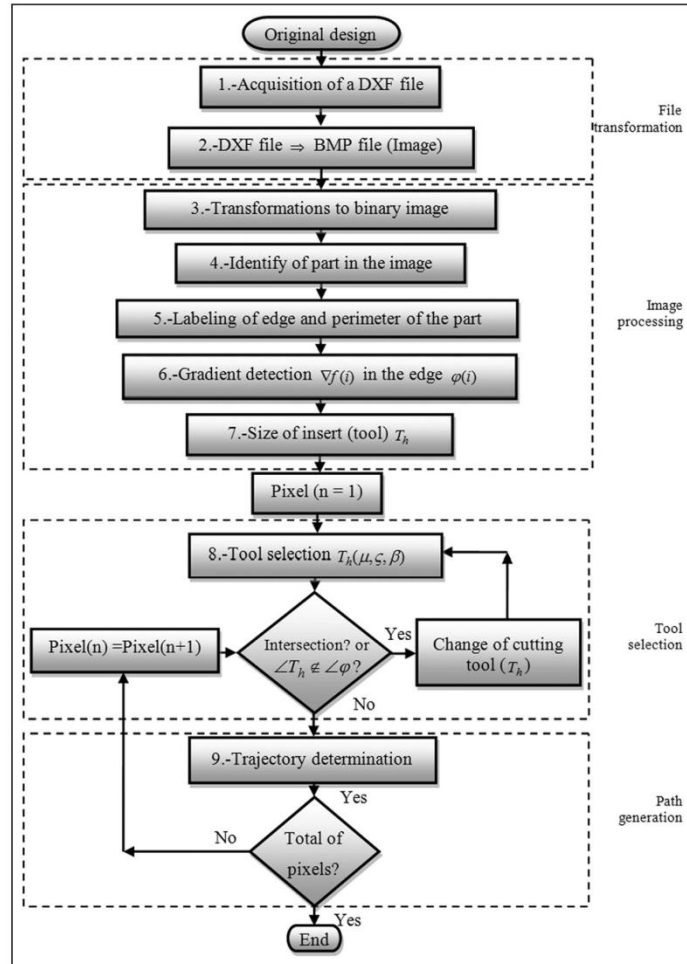 Original design
1.-Acquisition of a DXF file
File
transformation
2.-DXF file ⇒ BMP file (Image)
3.-Transformations to binary image
4.-Identify of part in the image
Image
processing
5.-Labeling of edge and perimeter of the part
6.-Gradient detection ∇f(i) in the edge φ(i)
7.-Size of insert (tool) T_h
Pixel (n = 1)
8.-Tool selection T_h(μ,ς,β)
Tool
selection
Pixel(n) =Pixel(n+1)
Intersection? or
∠T_h ∉ ∠φ?
Yes
Change of cutting
tool (T_h)
No
9.-Trajectory determination
Path
generation
Yes
No
Total of
pixels?
Yes
End